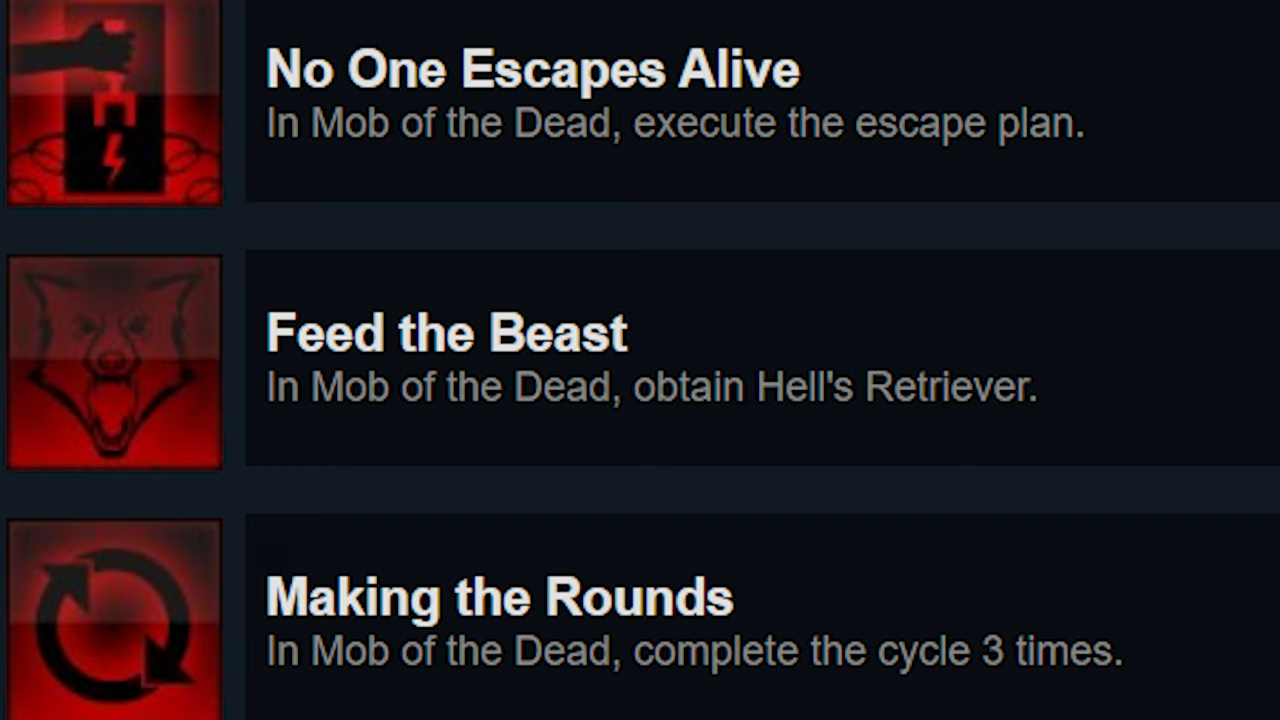 No One Escapes Alive
In Mob of the Dead, execute the escape plan.
Feed the Beast
In Mob of the Dead, obtain Hell's Retriever.
Making the Rounds
In Mob of the Dead, complete the cycle 3 times.